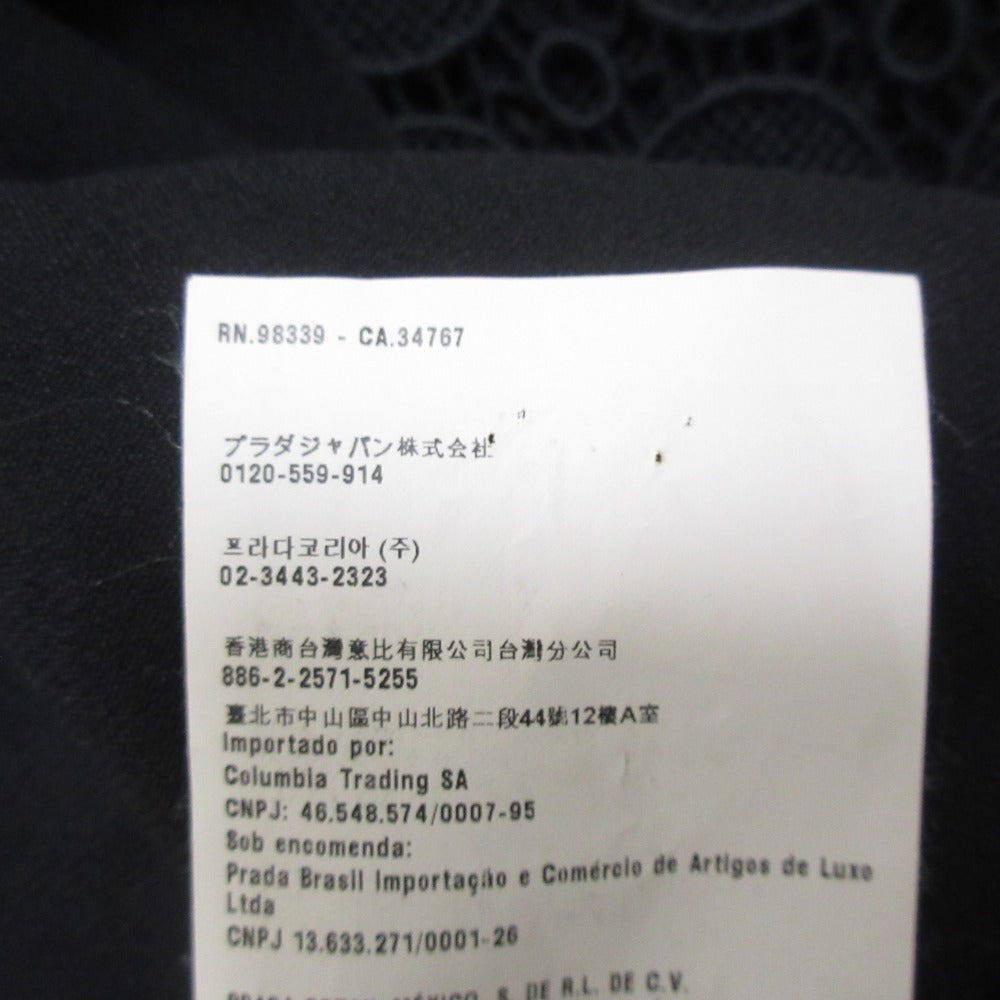 RN.98339 - CA.34767
プラダジャパン株式会社
0120-559-914
프라다코리아 (주)
02-3443-2323
香港商台灣意比有限公司台灣分公司
886-2-2571-5255
臺北市中山區中山北路二段44號12樓A室
Importado por:
Columbia Trading SA
CNPJ: 46.548.574/0007-95
Sob encomenda:
Prada Brasil Importação e Comércio de Artigos de Luxo
Ltda
CNPJ 13.633.271/0001-26
S. DE R.L. DE C.V.